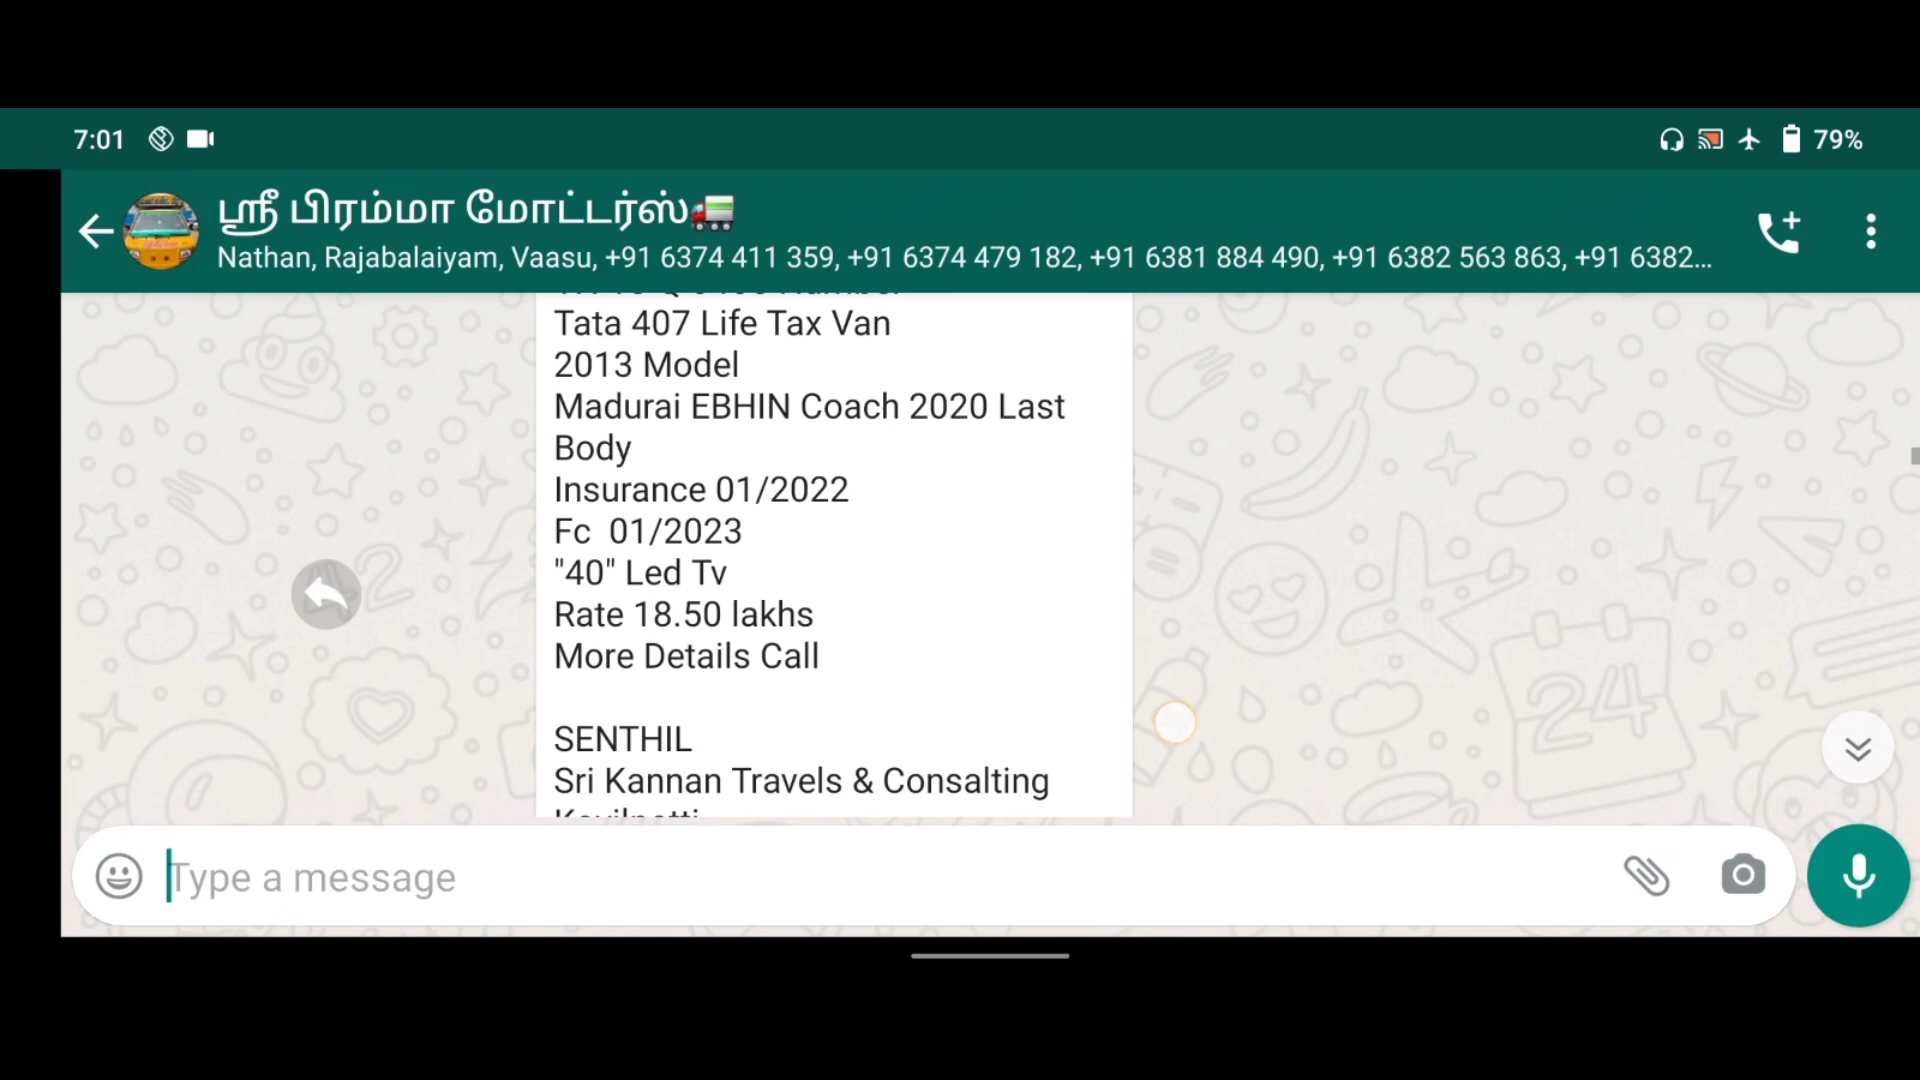 7:01
79%
ஸ்ரீ பிரம்மா மோட்டர்ஸ்🚛
Nathan, Rajabalaiyam, Vaasu, +91 6374 411 359, +91 6374 479 182, +91 6381 884 490, +91 6382 563 863, +91 6382...
Tata 407 Life Tax Van
2013 Model
Madurai EBHIN Coach 2020 Last
Body
Insurance 01/2022
Fc  01/2023
"40" Led Tv
Rate 18.50 lakhs
More Details Call
SENTHIL
Sri Kannan Travels & Consalting
Type a message